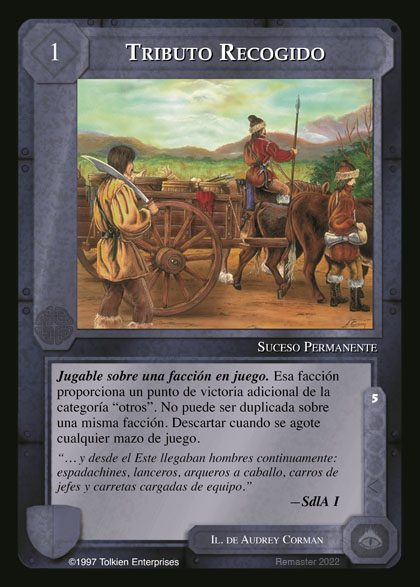 1
TRIBUTO RECOGIDO
SUCESO PERMANENTE
Jugable sobre una facción en juego. Esa facción
proporciona un punto de victoria adicional de la
categoría “otros”. No puede ser duplicada sobre
una misma facción. Descartar cuando se agote
cualquier mazo de juego.
“… y desde el Este llegaban hombres continuamente:
espadachines, lanceros, arqueros a caballo, carros de
jefes y carretas cargadas de equipo.”
—SdlA I
5
IL. DE AUDREY CORMAN
©1997 Tolkien Enterprises
Remaster 2022